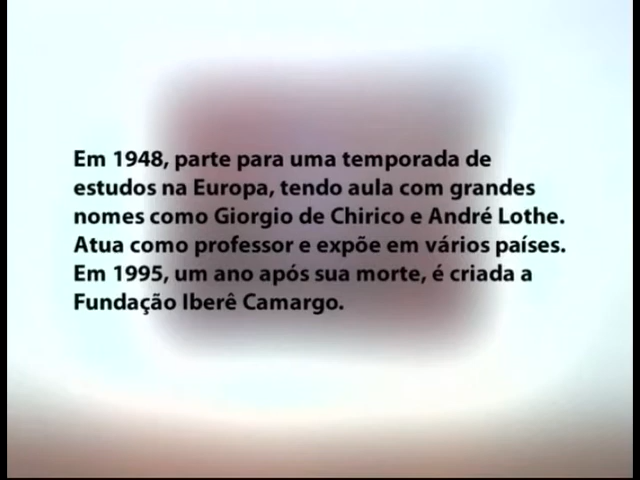 Em 1948, parte para uma temporada de
estudos na Europa, tendo aula com grandes
nomes como Giorgio de Chirico e André Lothe.
Atua como professor e expõe em vários países.
Em 1995, um ano após sua morte, é criada a
Fundação Iberê Camargo.